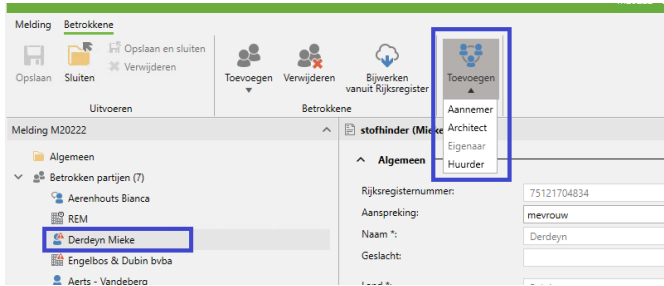 Melding Betrokkene
Opslaan Sluiten Opslaan en sluiten
Verwijderen
Uitvoeren
Toevoegen Verwijderen Bijwerken vanuit Rijksregister
Betrokkene
Toevoegen
Aannemer
Architect
Eigenaar
Huurder
Melding M20222
Algemeen
Betrokken partijen (7)
Aerenhouts Bianca
REM
Derdeyn Mieke
Engelbos & Dubin bvba
Aerts - Vandeberg
stofhinder (Mieke
Algemeen
Rijksregisternummer: 75121704834
Aanspreking: mevrouw
Naam *: Derdeyn
Geslacht: